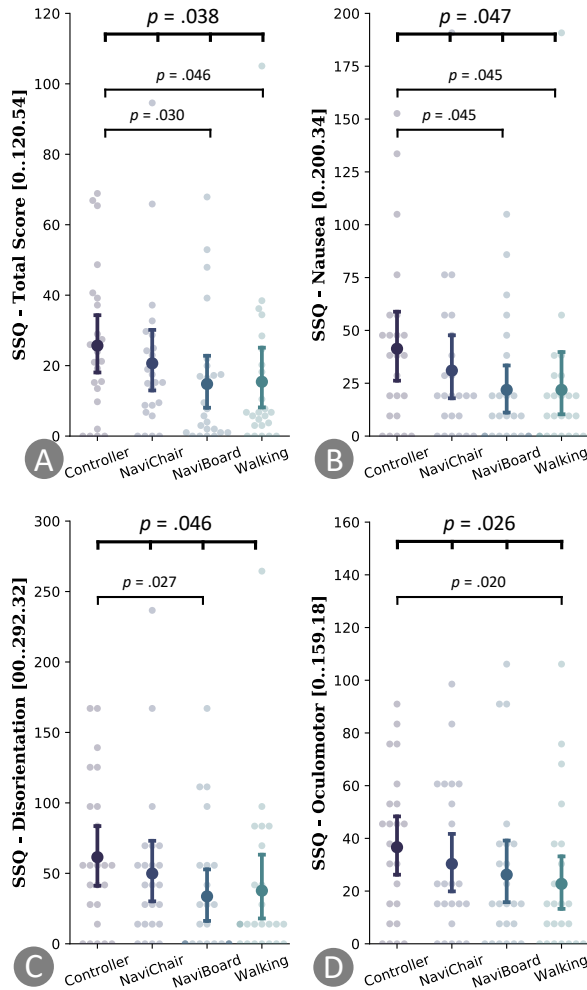 p = .038
p = .046
p = .030
SSQ - Total Score [0..120.54]
120
100
80
60
40
20
0
Controller
NaviChair
NaviBoard
Walking
A
p = .047
p = .045
p = .045
SSQ - Nausea [0..200.34]
200
175
150
125
100
75
50
25
0
Controller
NaviChair
NaviBoard
Walking
B
p = .046
p = .027
SSQ - Disorientation [00..292.32]
300
250
200
150
100
50
0
Controller
NaviChair
NaviBoard
Walking
C
p = .026
p = .020
SSQ - Oculomotor [0..159.18]
160
140
120
100
80
60
40
20
0
Controller
NaviChair
NaviBoard
Walking
D